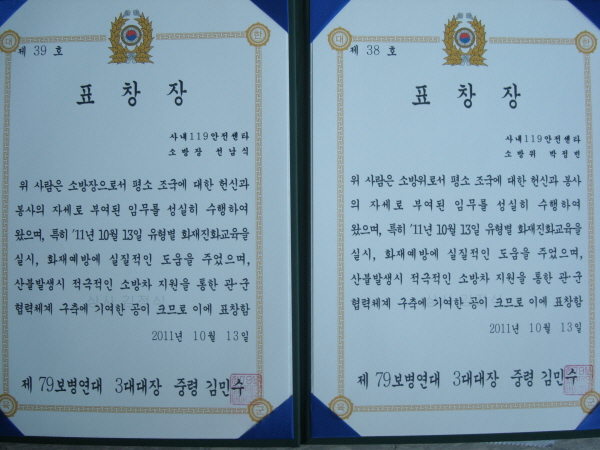 제 39 호
표 창 장
사내119안전센타
소방장 선남식
위 사람은 소방장으로서 평소 조국에 대한 헌신과
봉사의 자세로 부여된 임무를 성실히 수행하여
왔으며, 특히 '11년 10월 13일 유형별 화재진화교육을
실시, 화재예방에 실질적인 도움을 주었으며,
산불발생시 적극적인 소방차 지원을 통한 관·군
협력체계 구축에 기여한 공이 크므로 이에 표창함
2011년 10월 13일
제 79보병연대 3대대장 중령 김민수
제 38 호
표 창 장
사내119안전센타
소방위 박정빈
위 사람은 소방위로서 평소 조국에 대한 헌신과 봉사
의 자세로 부여된 임무를 성실히 수행하여
왔으며, 특히 '11년 10월 13일 유형별 화재진화교육을
실시, 화재예방에 실질적인 도움을 주었으며,
산불발생시 적극적인 소방차 지원을 통한 관·군
협력체계 구축에 기여한 공이 크므로 이에 표창함
2011년 10월 13일
제 79보병연대 3대대장 중령 김민수